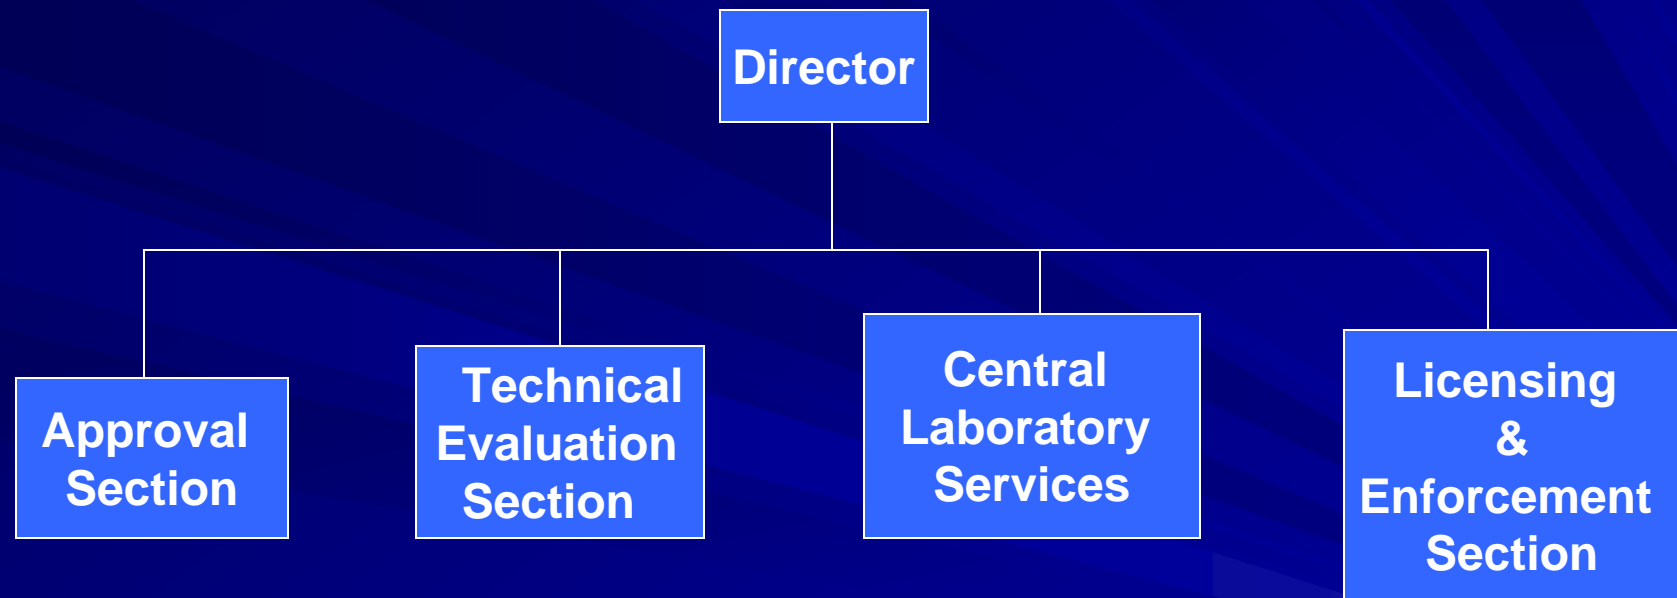 Director
Approval
Section
Technical
Evaluation
Section
Central
Laboratory
Services
Licensing
&
Enforcement
Section